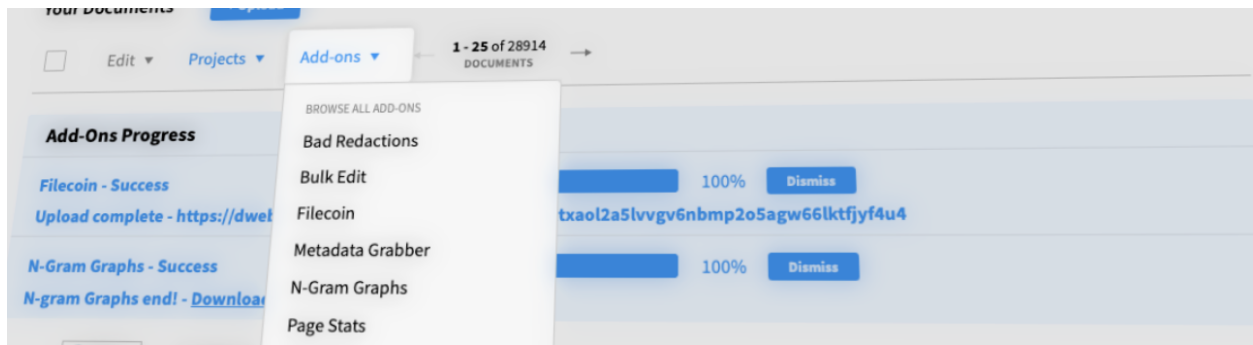 Your Documents
Edit ▼ Projects ▼ Add-ons ▼ ← 1 - 25 of 28914 →
DOCUMENTS
BROWSE ALL ADD-ONS
Bad Redactions
Bulk Edit
Filecoin
Metadata Grabber
N-Gram Graphs
Page Stats
Add-Ons Progress
Filecoin - Success 100% Dismiss
Upload complete - https://dweb txaol2a5lvvgv6nbmp2o5agw66lktfjyf4u4
N-Gram Graphs - Success 100% Dismiss
N-gram Graphs end! - Download